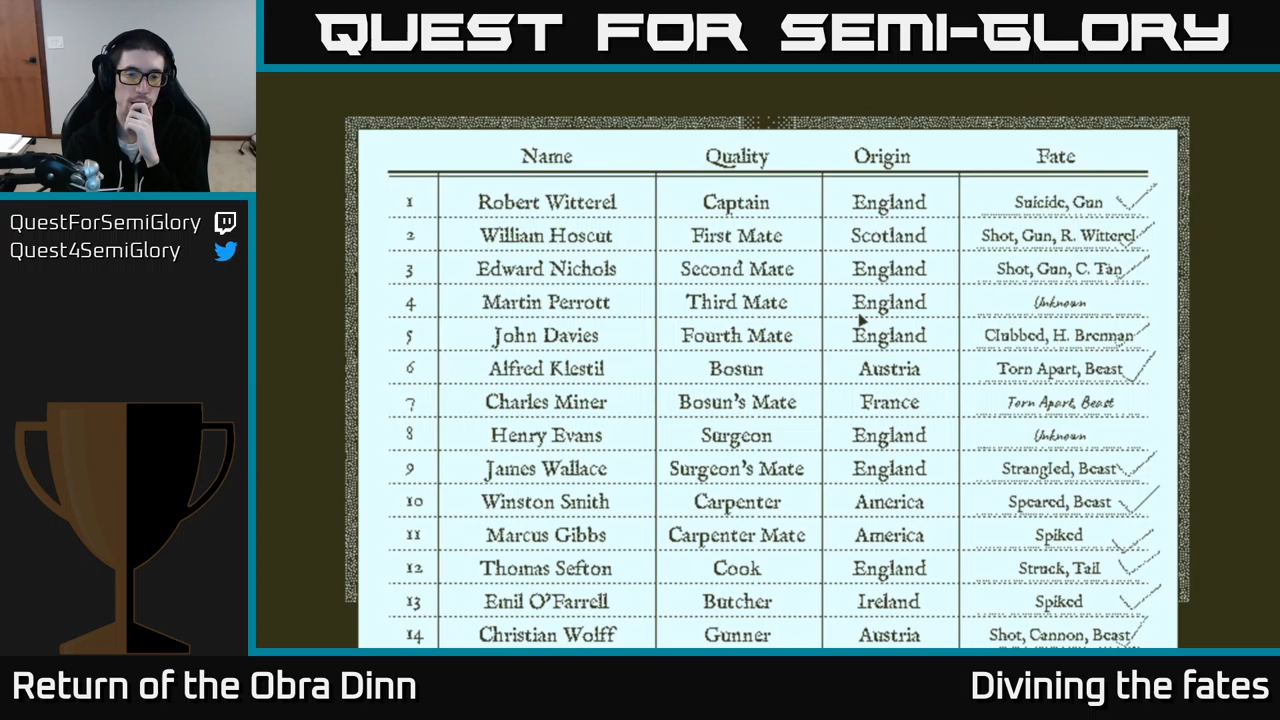 QUEST FOR SEMI-GLORY
QuestForSemiGlory
Quest4SemiGlory
Name Quality Origin Fate
1 Robert Witterel Captain England Suicide, Gun
2 William Hoscut First Mate Scotland Shot, Gun, R. Witterel
3 Edward Nichols Second Mate England Shot, Gun, C. Tan
4 Martin Perrott Third Mate England Unknown
5 John Davies Fourth Mate England Clubbed, H. Brennan
6 Alfred Klestil Bosun Austria Torn Apart, Beast
7 Charles Miner Bosun's Mate France Torn Apart, Beast
8 Henry Evans Surgeon England Unknown
9 James Wallace Surgeon's Mate England Strangled, Beast
10 Winston Smith Carpenter America Speared, Beast
11 Marcus Gibbs Carpenter Mate America Spiked
12 Thomas Sefton Cook England Struck, Tail
13 Emil O'Farrell Butcher Ireland Spiked
14 Christian Wolff Gunner Austria Shot, Cannon, Beast
Return of the Obra Dinn
Divining the fates